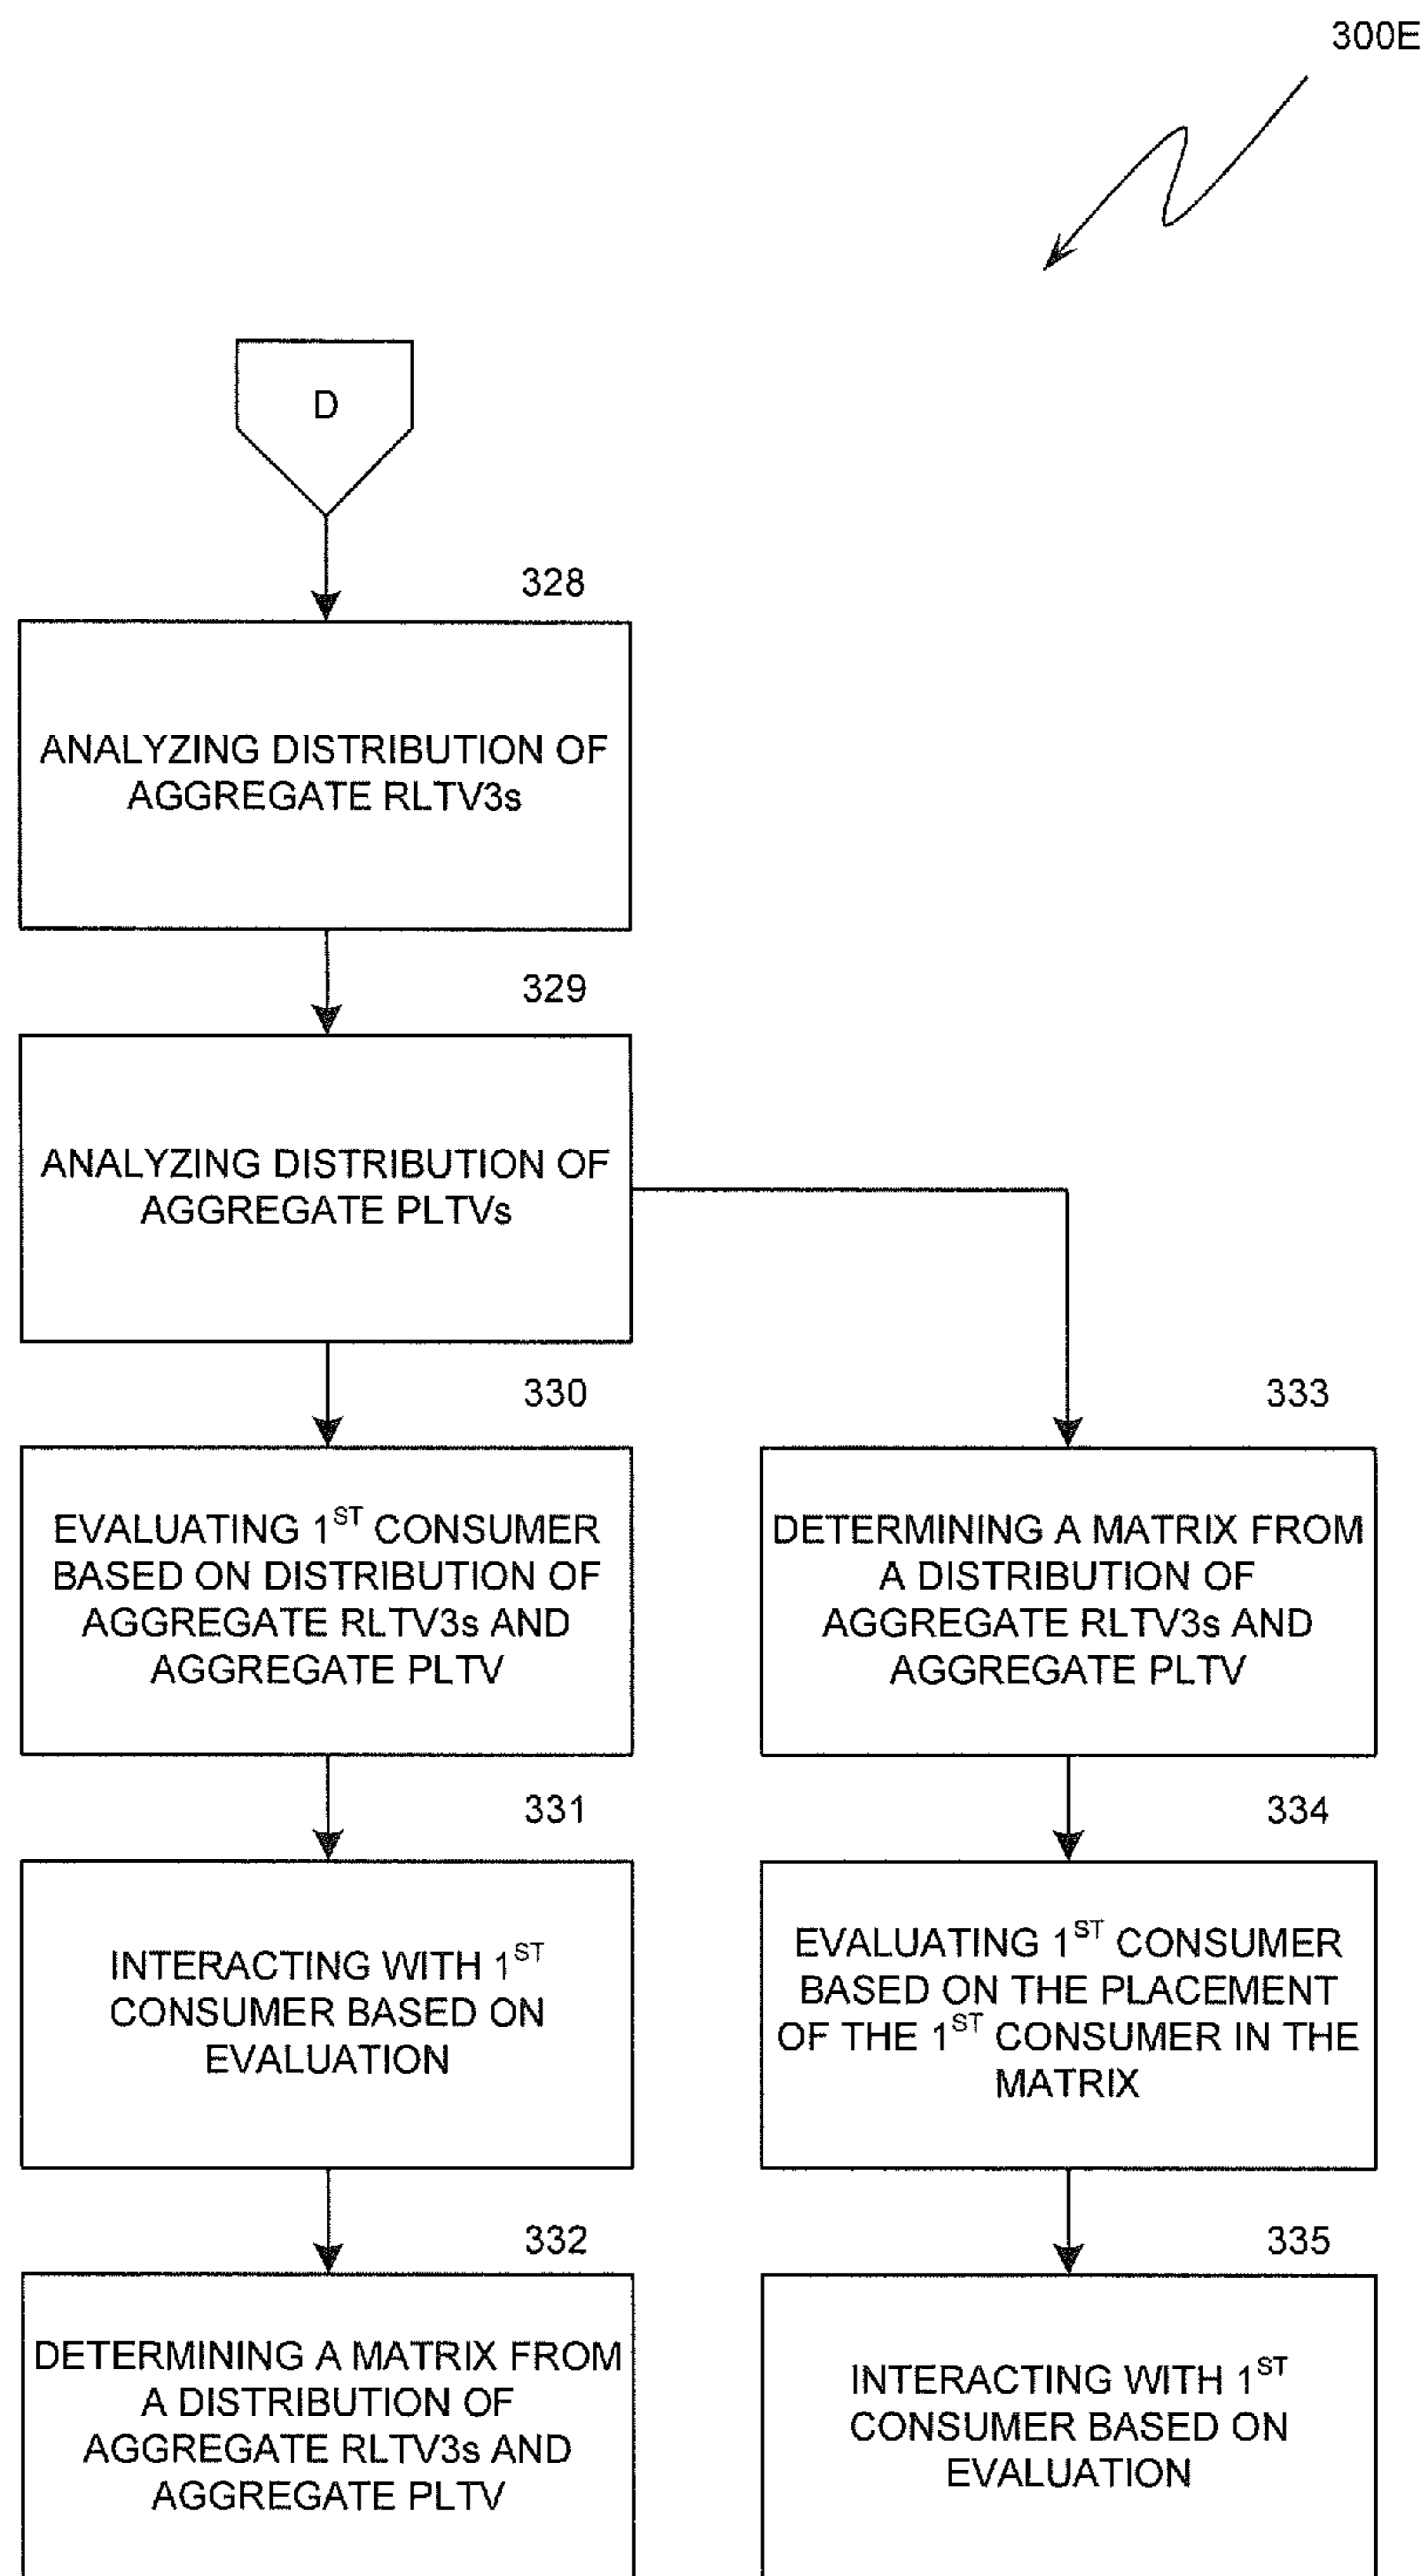 300E
D
328
ANALYZING DISTRIBUTION OF
AGGREGATE RLTV3s
329
ANALYZING DISTRIBUTION OF
AGGREGATE PLTVs
330
EVALUATING 1ST CONSUMER
BASED ON DISTRIBUTION OF
AGGREGATE RLTV3s AND
AGGREGATE PLTV
331
INTERACTING WITH 1ST
CONSUMER BASED ON
EVALUATION
332
DETERMINING A MATRIX FROM
A DISTRIBUTION OF
AGGREGATE RLTV3s AND
AGGREGATE PLTV
333
DETERMINING A MATRIX FROM
A DISTRIBUTION OF
AGGREGATE RLTV3s AND
AGGREGATE PLTV
334
EVALUATING 1ST CONSUMER
BASED ON THE PLACEMENT
OF THE 1ST CONSUMER IN THE
MATRIX
335
INTERACTING WITH 1ST
CONSUMER BASED ON
EVALUATION